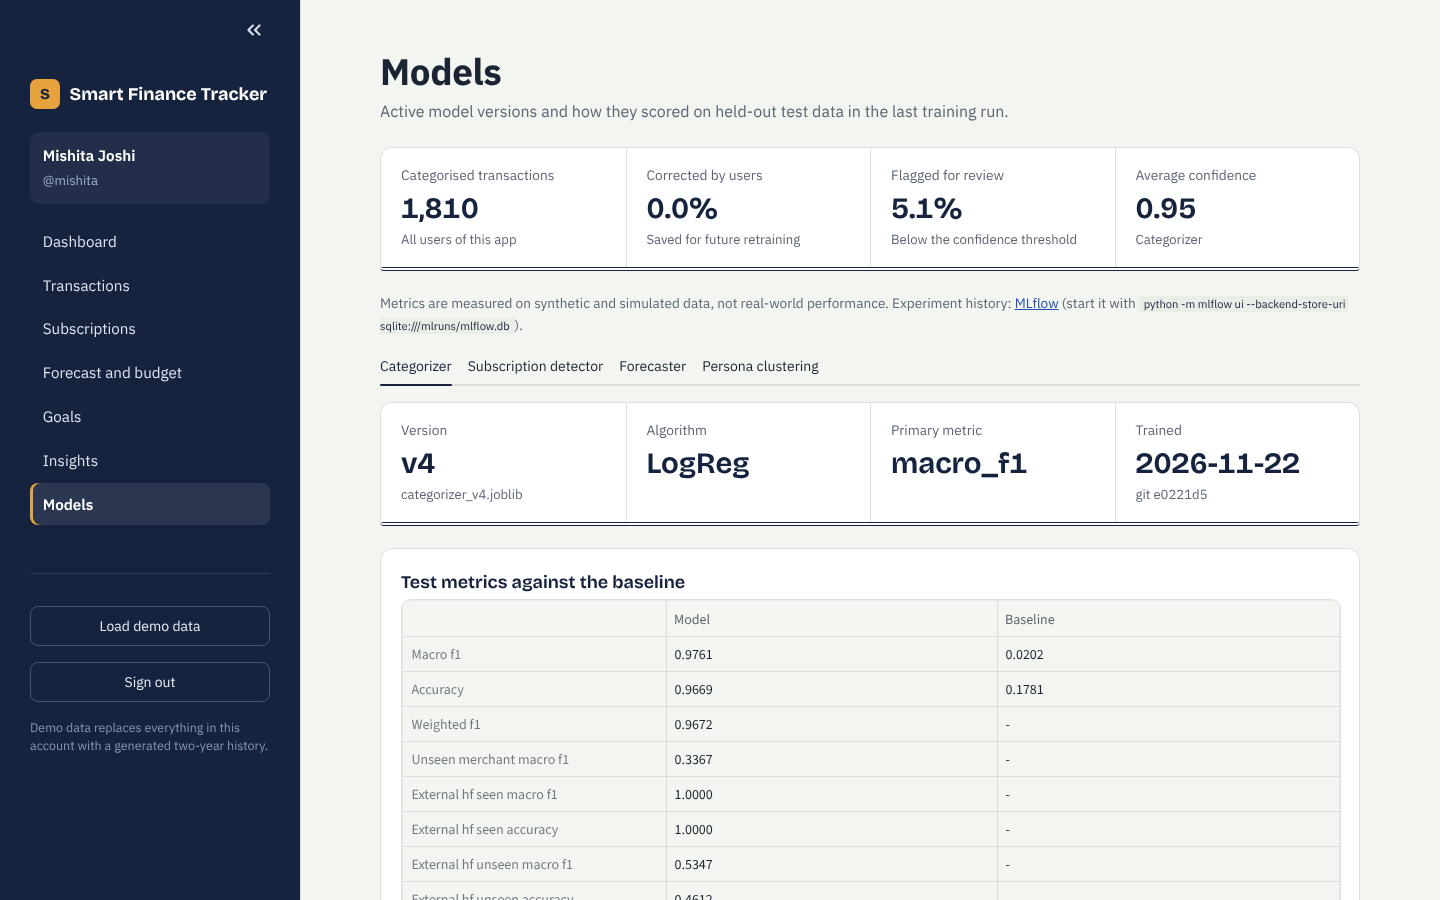 S Smart Finance Tracker
Mishita Joshi
@mishita
Dashboard
Transactions
Subscriptions
Forecast and budget
Goals
Insights
Models
Load demo data
Sign out
Demo data replaces everything in this
account with a generated two-year history.
Models
Active model versions and how they scored on held-out test data in the last training run.
Categorised transactions
1,810
All users of this app
Corrected by users
0.0%
Saved for future retraining
Flagged for review
5.1%
Below the confidence threshold
Average confidence
0.95
Categorizer
Metrics are measured on synthetic and simulated data, not real-world performance. Experiment history: MLflow (start it with python -m mlflow ui --backend-store-uri
sqlite:///mlruns/mlflow.db ).
Categorizer Subscription detector Forecaster Persona clustering
Version
v4
categorizer_v4.joblib
Algorithm
LogReg
Primary metric
macro_f1
Trained
2026-11-22
git e0221d5
Test metrics against the baseline
Model Baseline
Macro f1 0.9761 0.0202
Accuracy 0.9669 0.1781
Weighted f1 0.9672 -
Unseen merchant macro f1 0.3367 -
External hf seen macro f1 1.0000 -
External hf seen accuracy 1.0000 -
External hf unseen macro f1 0.5347 -
External hf unseen accuracy 0.4612